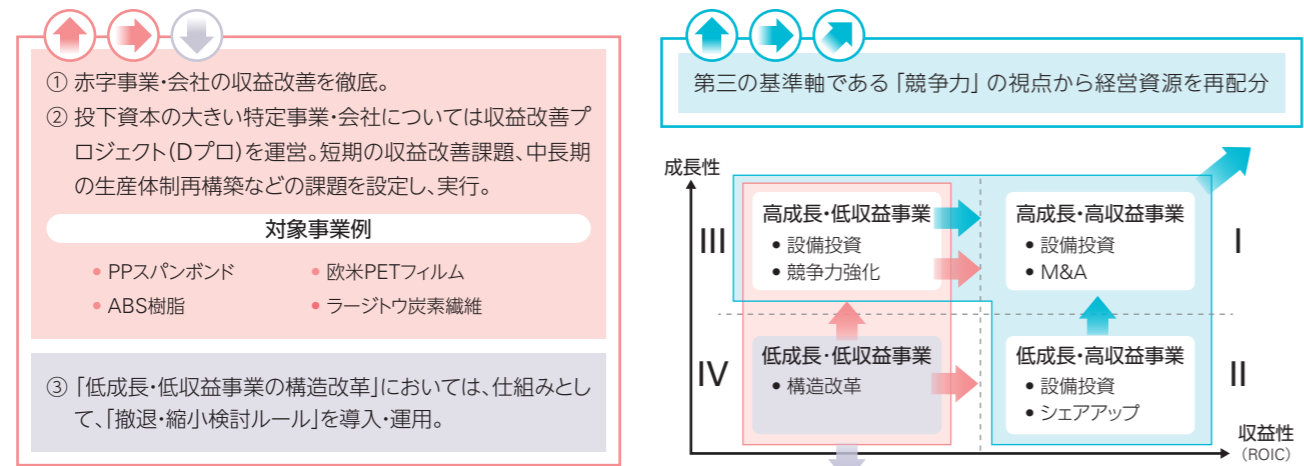 ① 赤字事業・会社の収益改善を徹底。
② 投下資本の大きい特定事業・会社については収益改善プ
ロジェクト(Dプロ)を運営。短期の収益改善課題、中長期
の生産体制再構築などの課題を設定し、実行。
対象事業例
• PPスパンボンド
• 欧米PETフィルム
• ABS樹脂
• ラージトウ炭素繊維
③ 「低成長・低収益事業の構造改革」においては、仕組みとし
て、「撤退・縮小検討ルール」を導入・運用。
第三の基準軸である「競争力」の視点から経営資源を再配分
成長性
III
高成長・低収益事業
• 設備投資
• 競争力強化
高成長・高収益事業
• 設備投資
• M&A
I
IV
低成長・低収益事業
• 構造改革
低成長・高収益事業
• 設備投資
• シェアアップ
II
収益性
(ROIC)